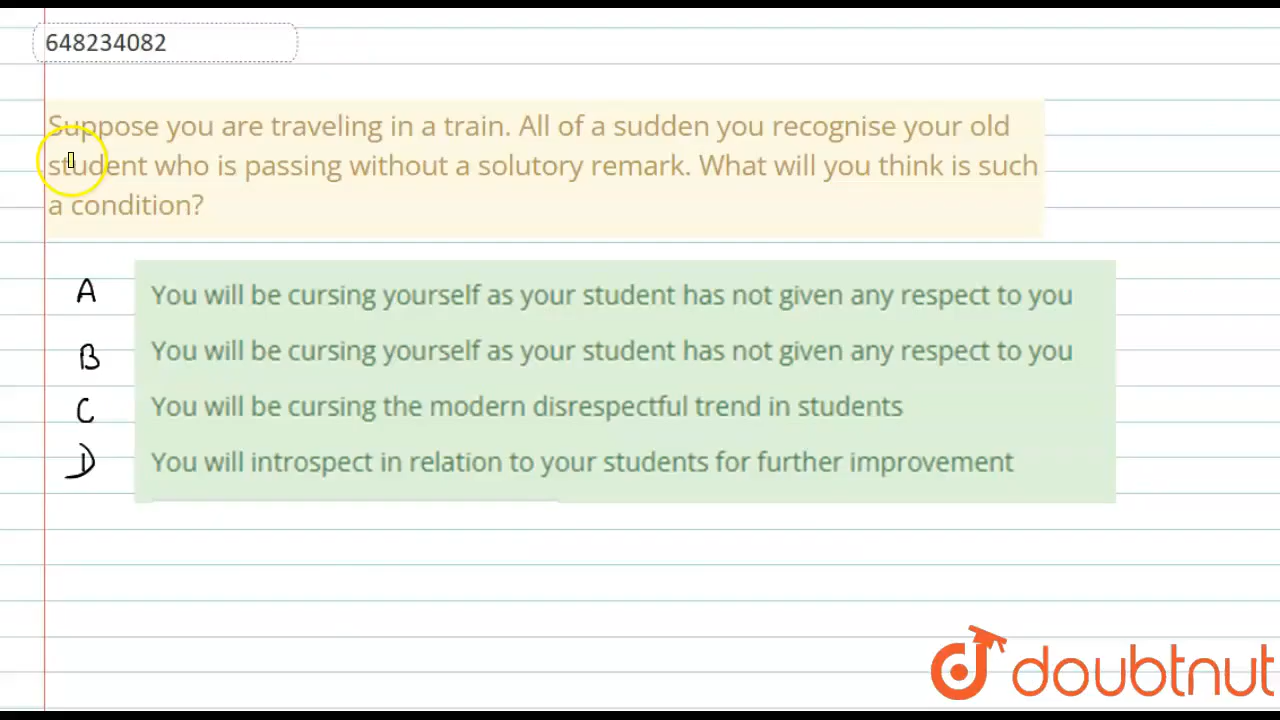 648234082
Suppose you are traveling in a train. All of a sudden you recognise your old
student who is passing without a solutory remark. What will you think is such
a condition?
A You will be cursing yourself as your student has not given any respect to you
B You will be cursing yourself as your student has not given any respect to you
C You will be cursing the modern disrespectful trend in students
D You will introspect in relation to your students for further improvement
doubtnut